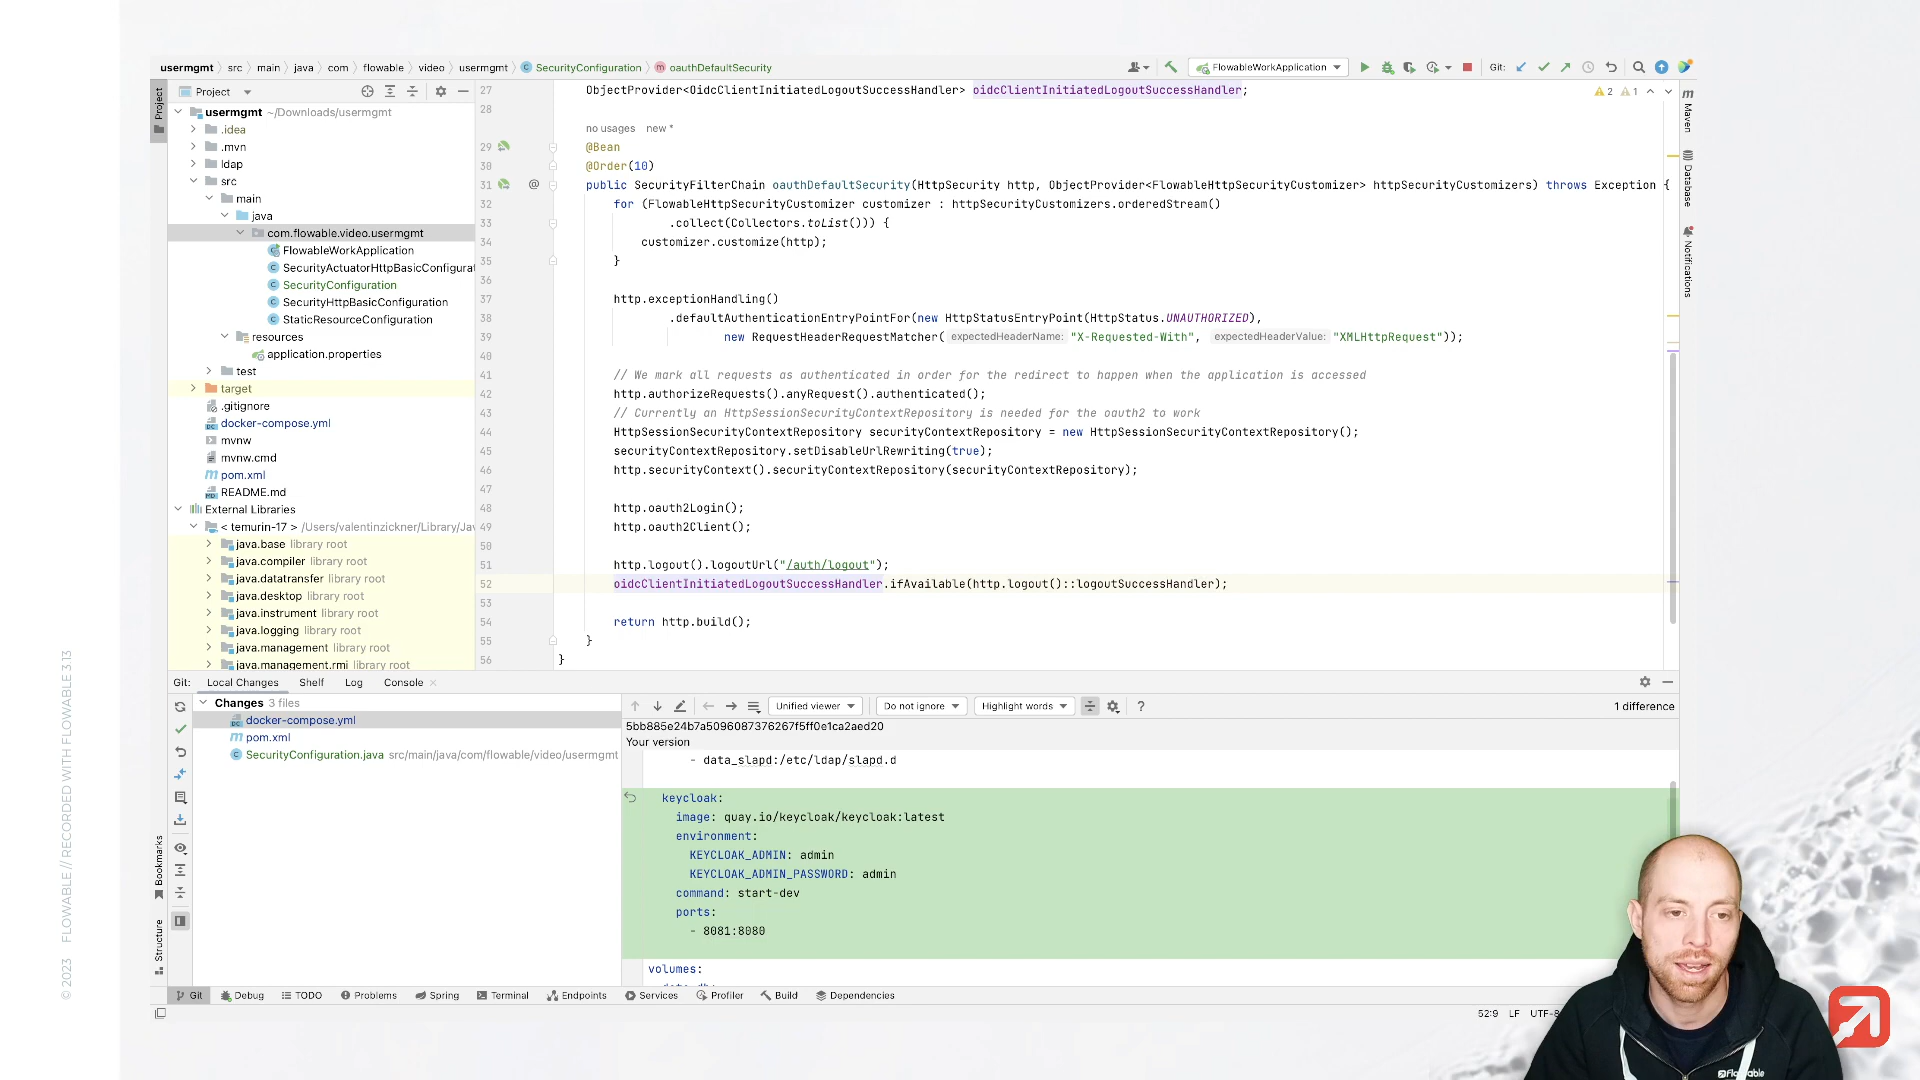 usermgmt src main java com flowable video usermgmt SecurityConfiguration oauthDefaultSecurity
FlowableWorkApplication
Git:
Project
Project
usermgmt ~/Downloads/usermgmt
.idea
.mvn
ldap
src
main
java
com.flowable.video.usermgmt
FlowableWorkApplication
SecurityActuatorHttpBasicConfigurat
SecurityConfiguration
SecurityHttpBasicConfiguration
StaticResourceConfiguration
resources
application.properties
test
target
.gitignore
docker-compose.yml
mvnw
mvnw.cmd
pom.xml
README.md
External Libraries
< temurin-17 > /Users/valentinzickner/Library/Jav
java.base library root
java.compiler library root
java.datatransfer library root
java.desktop library root
java.instrument library root
java.logging library root
java.management library root
java.management.rmi library root
27 ObjectProvider<OidcClientInitiatedLogoutSuccessHandler> oidcClientInitiatedLogoutSuccessHandler;
28
no usages new *
29 @Bean
30 @Order(10)
31 @ public SecurityFilterChain oauthDefaultSecurity(HttpSecurity http, ObjectProvider<FlowableHttpSecurityCustomizer> httpSecurityCustomizers) throws Exception {
32 for (FlowableHttpSecurityCustomizer customizer : httpSecurityCustomizers.orderedStream()
33 .collect(Collectors.toList())) {
34 customizer.customize(http);
35 }
36
37 http.exceptionHandling()
38 .defaultAuthenticationEntryPointFor(new HttpStatusEntryPoint(HttpStatus.UNAUTHORIZED),
39 new RequestHeaderRequestMatcher( expectedHeaderName: "X-Requested-With", expectedHeaderValue: "XMLHttpRequest"));
40
41 // We mark all requests as authenticated in order for the redirect to happen when the application is accessed
42 http.authorizeRequests().anyRequest().authenticated();
43 // Currently an HttpSessionSecurityContextRepository is needed for the oauth2 to work
44 HttpSessionSecurityContextRepository securityContextRepository = new HttpSessionSecurityContextRepository();
45 securityContextRepository.setDisableUrlRewriting(true);
46 http.securityContext().securityContextRepository(securityContextRepository);
47
48 http.oauth2Login();
49 http.oauth2Client();
50
51 http.logout().logoutUrl("/auth/logout");
52 oidcClientInitiatedLogoutSuccessHandler.ifAvailable(http.logout()::logoutSuccessHandler);
53
54 return http.build();
55 }
56 }
2 1
Maven
Database
Notifications
Git: Local Changes Shelf Log Console
Changes 3 files
docker-compose.yml
pom.xml
SecurityConfiguration.java src/main/java/com/flowable/video/usermgmt
Unified viewer Do not ignore Highlight words ? 1 difference
5bb885e24b7a5096087376267f5ff0e1ca2aed20
Your version
- data_slapd:/etc/ldap/slapd.d
keycloak:
image: quay.io/keycloak/keycloak:latest
environment:
KEYCLOAK_ADMIN: admin
KEYCLOAK_ADMIN_PASSWORD: admin
command: start-dev
ports:
- 8081:8080
volumes:
Bookmarks
Structure
Git Debug TODO Problems Spring Terminal Endpoints Services Profiler Build Dependencies
52:9 LF UTF-8
© 2023 FLOWABLE // RECORDED WITH FLOWABLE 3.13
Flowable